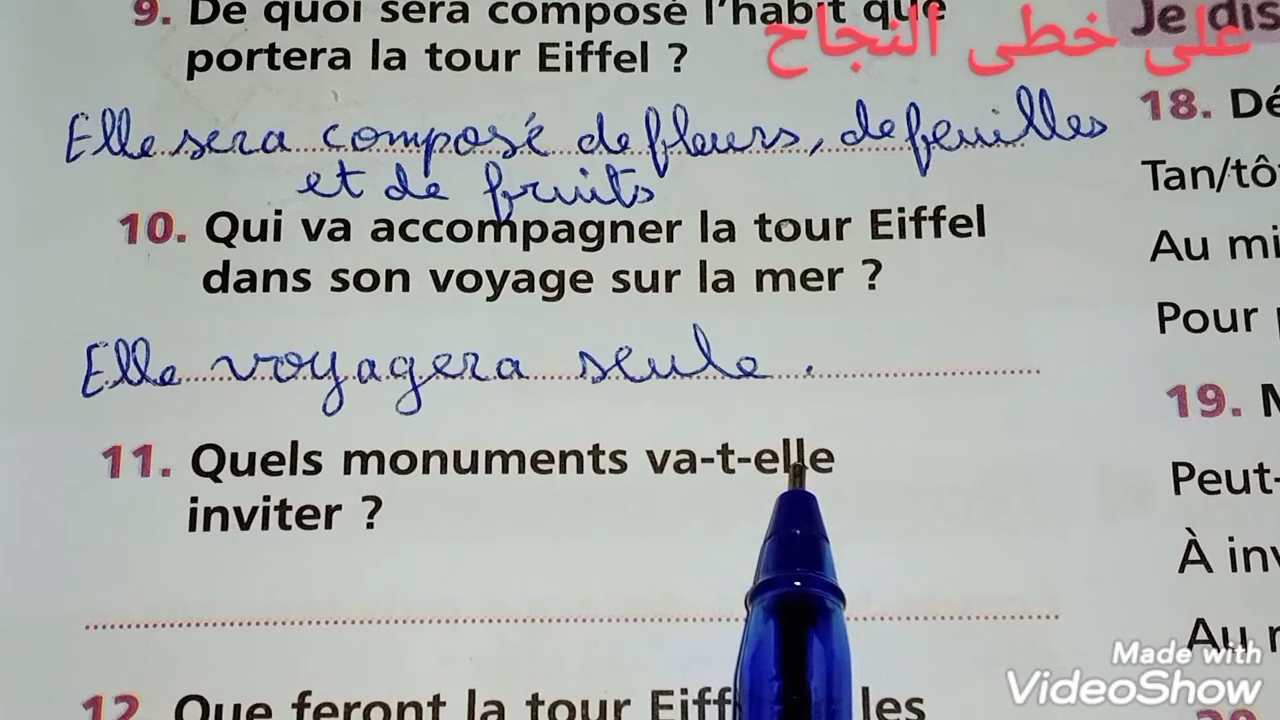 9. De quoi sera composé l'habit que
portera la tour Eiffel ?
Elle sera composé de fleurs, de feuilles
et de fruits
10. Qui va accompagner la tour Eiffel
dans son voyage sur la mer ?
Elle voyagera seule.
11. Quels monuments va-t-elle
inviter ?
12 Que feront la tour Eiff les
على خطى النجاح
Je dis
18. Dé
Tan/tô
Au mi
Pour
19.
Peut-
À inv
Au
Made with
VideoShow